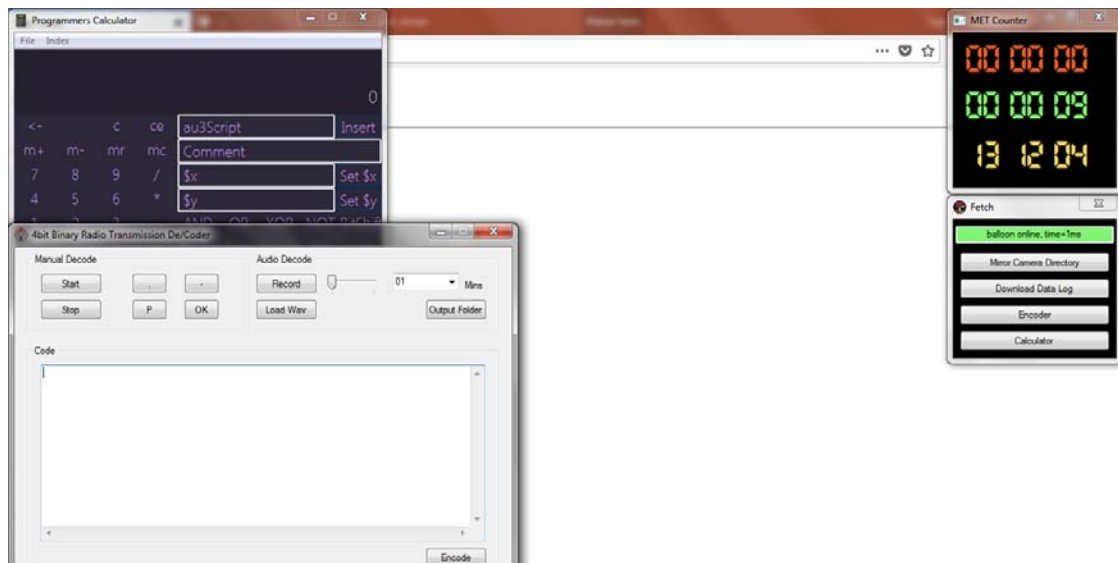 Programmers Calculator
File Index
0
<- c ce au3Script Insert
m+ m- mr mc Comment
7 8 9 / $x Set $x
4 5 6 * $y Set $y
4bit Binary Radio Transmission De/Coder
Manual Decode Audio Decode
Start . - Record 01 Mins
Stop P OK Load Wav Output Folder
Code
Encode
MET Counter
00 00 00
00 00 09
13 12 04
Fetch
balloon online, time=1ms
Mirror Camera Directory
Download Data Log
Encoder
Calculator